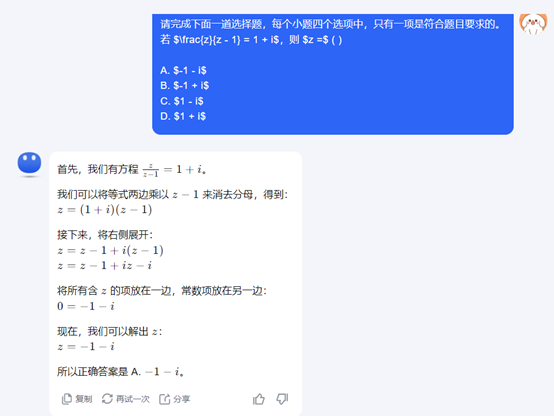 请完成下面一道选择题，每个小题四个选项中，只有一项是符合题目要求的。
若 $\frac{z}{z - 1} = 1 + i$，则 $z =$ ( )
A. $-1 - i$
B. $-1 + i$
C. $1 - i$
D. $1 + i$
首先，我们有方程 z/(z−1) = 1 + i。
我们可以将等式两边乘以 z − 1 来消去分母，得到：
z = (1 + i)(z − 1)
接下来，将右侧展开：
z = z − 1 + i(z − 1)
z = z − 1 + iz − i
将所有含 z 的项放在一边，常数项放在另一边：
0 = −1 − i
现在，我们可以解出 z：
z = −1 − i
所以正确答案是 A. −1 − i。
复制 再试一次 分享